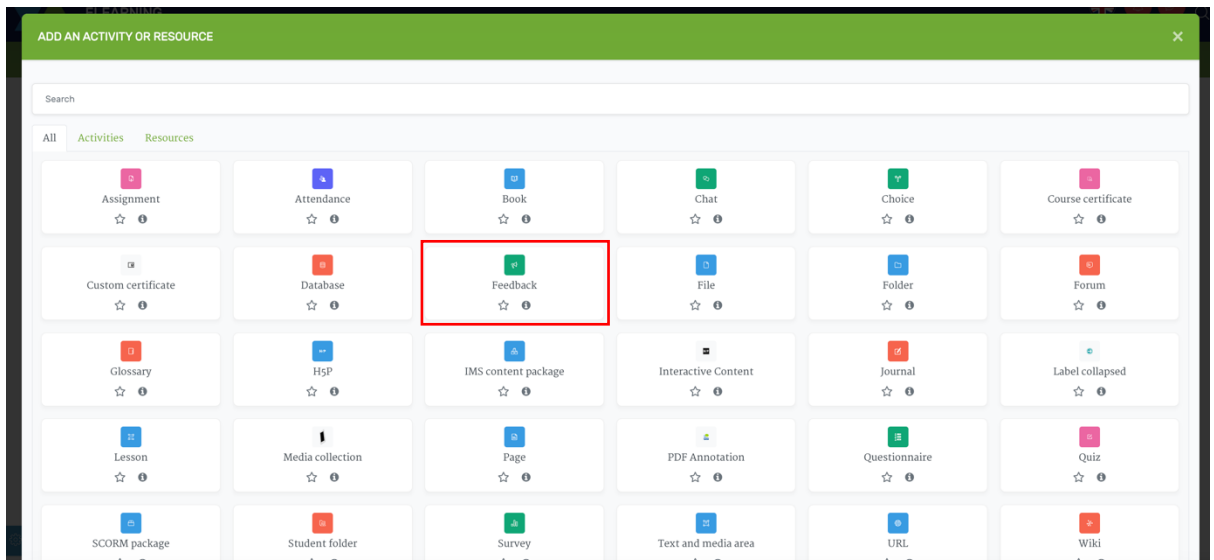 ELEARNING
ADD AN ACTIVITY OR RESOURCE
Search
All Activities Resources
Assignment Attendance Book Chat Choice Course certificate
Custom certificate Database Feedback File Folder Forum
Glossary H5P IMS content package Interactive Content Journal Label collapsed
Lesson Media collection Page PDF Annotation Questionnaire Quiz
SCORM package Student folder Survey Text and media area URL Wiki